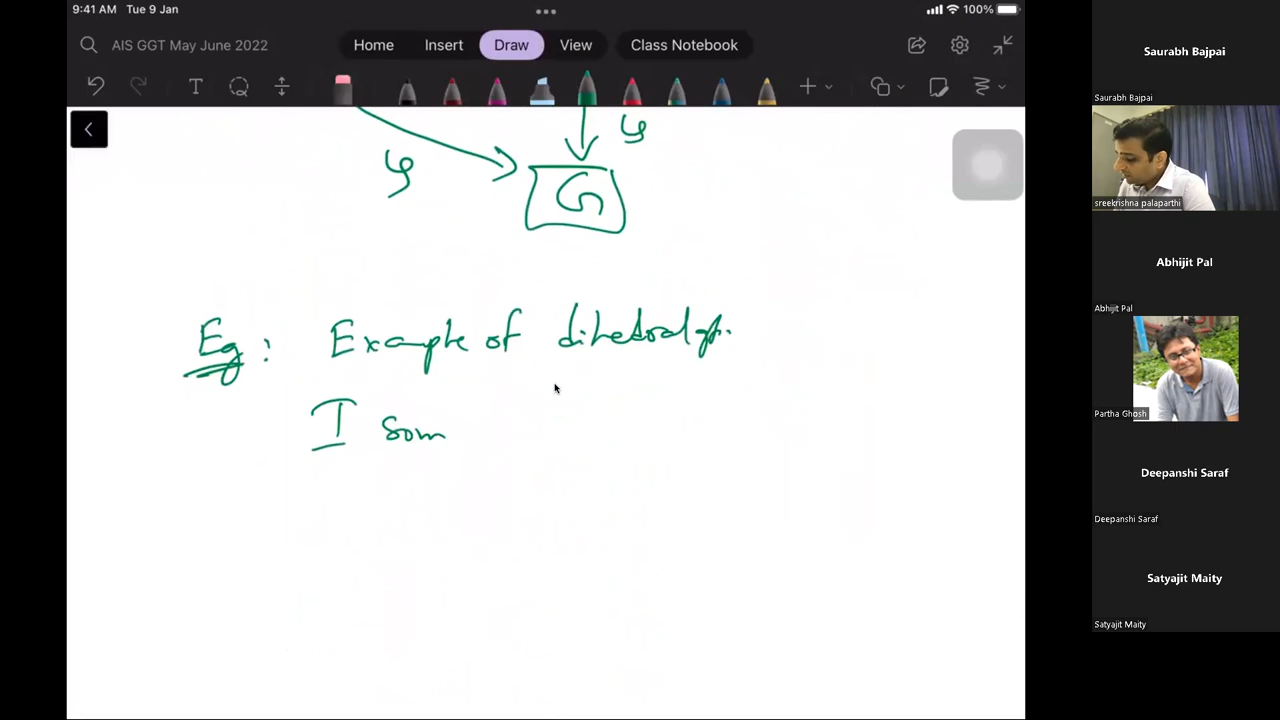 9:41 AM Tue 9 Jan
100%
AIS GGT May June 2022
Home Insert Draw View Class Notebook
T
φ
φ
G
Eg : Example of dihedral gp.
I som
Saurabh Bajpai
Saurabh Bajpai
sreekrishna palaparthi
Abhijit Pal
Abhijit Pal
Partha Ghosh
Deepanshi Saraf
Deepanshi Saraf
Satyajit Maity
Satyajit Maity